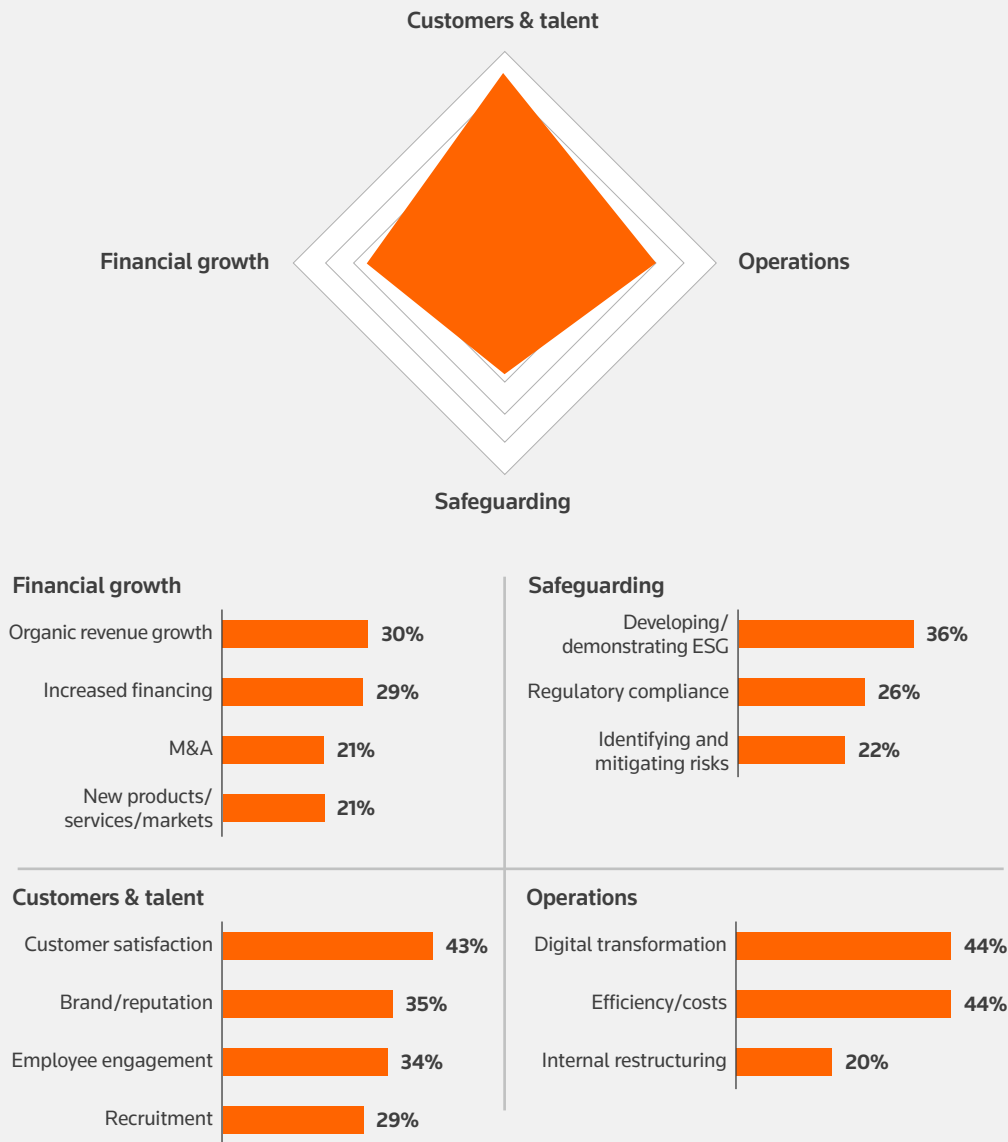 Customers & talent
Financial growth
Operations
Safeguarding
Financial growth
Organic revenue growth
30%
Increased financing
29%
M&A
21%
New products/
services/markets
21%
Safeguarding
Developing/
demonstrating ESG
36%
Regulatory compliance
26%
Identifying and
mitigating risks
22%
Customers & talent
Customer satisfaction
43%
Brand/reputation
35%
Employee engagement
34%
Recruitment
29%
Operations
Digital transformation
44%
Efficiency/costs
44%
Internal restructuring
20%